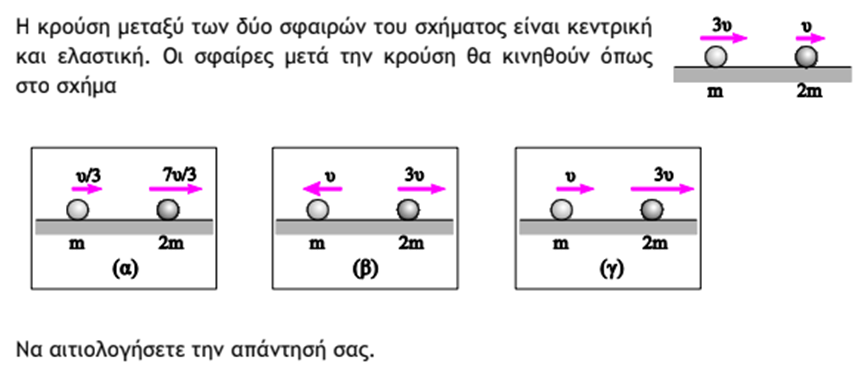 Η κρούση μεταξύ των δύο σφαιρών του σχήματος είναι κεντρική
και ελαστική. Οι σφαίρες μετά την κρούση θα κινηθούν όπως
στο σχήμα
3υ υ
m 2m
υ/3 7υ/3
m 2m
(α)
υ 3υ
m 2m
(β)
υ 3υ
m 2m
(γ)
Να αιτιολογήσετε την απάντησή σας.